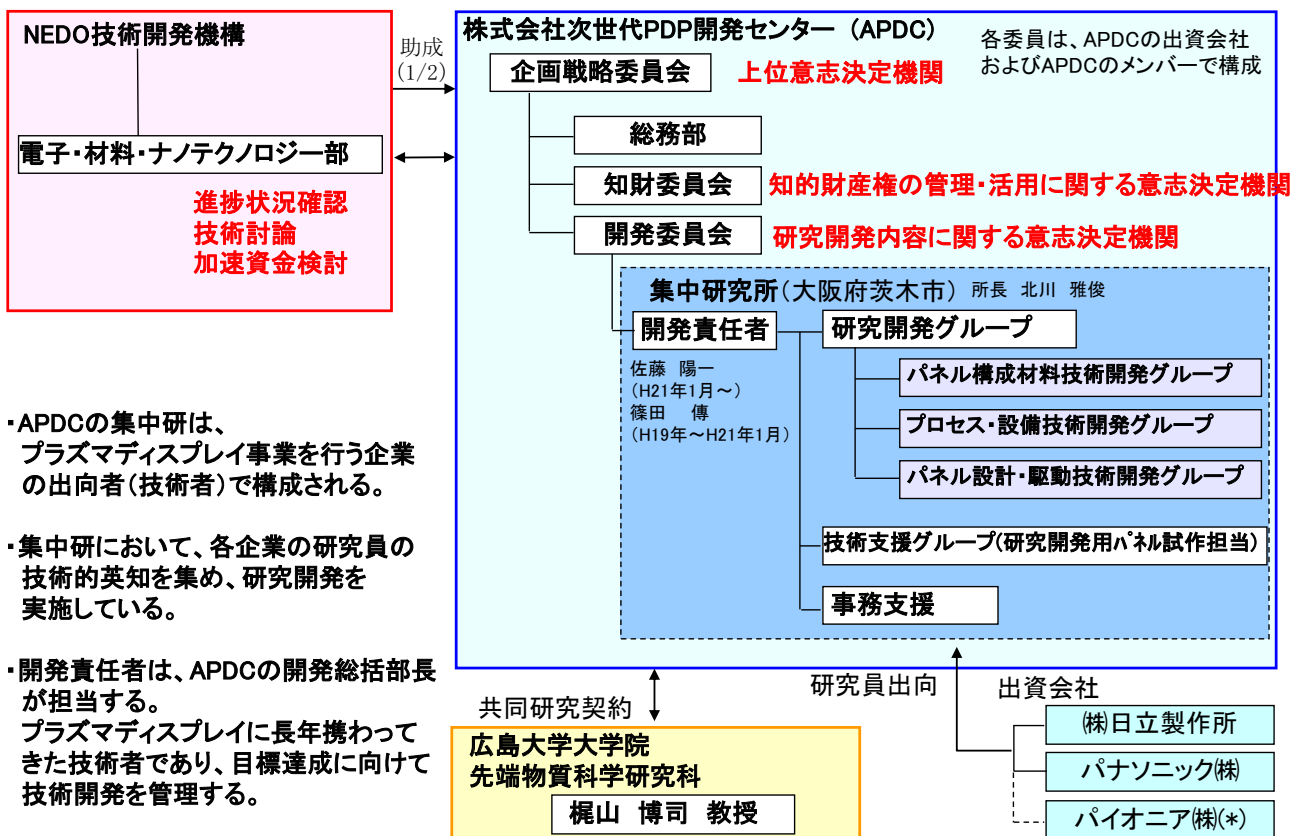 NEDO技術開発機構
電子・材料・ナノテクノロジー部
進捗状況確認
技術討論
加速資金検討
助成
(1/2)
株式会社次世代PDP開発センター (APDC)
各委員は、APDCの出資会社
およびAPDCのメンバーで構成
企画戦略委員会
上位意志決定機関
総務部
知財委員会
知的財産権の管理・活用に関する意志決定機関
開発委員会
研究開発内容に関する意志決定機関
集中研究所(大阪府茨木市) 所長 北川 雅俊
開発責任者
佐藤 陽一
(H21年1月~)
篠田 傳
(H19年~H21年1月)
研究開発グループ
パネル構成材料技術開発グループ
プロセス・設備技術開発グループ
パネル設計・駆動技術開発グループ
技術支援グループ(研究開発用パネル試作担当)
事務支援
・APDCの集中研は、
プラズマディスプレイ事業を行う企業
の出向者(技術者)で構成される。
・集中研において、各企業の研究員の
技術的英知を集め、研究開発を
実施している。
・開発責任者は、APDCの開発総括部長
が担当する。
プラズマディスプレイに長年携わって
きた技術者であり、目標達成に向けて
技術開発を管理する。
共同研究契約
広島大学大学院
先端物質科学研究科
梶山 博司 教授
研究員出向
出資会社
㈱日立製作所
パナソニック㈱
パイオニア㈱(*)